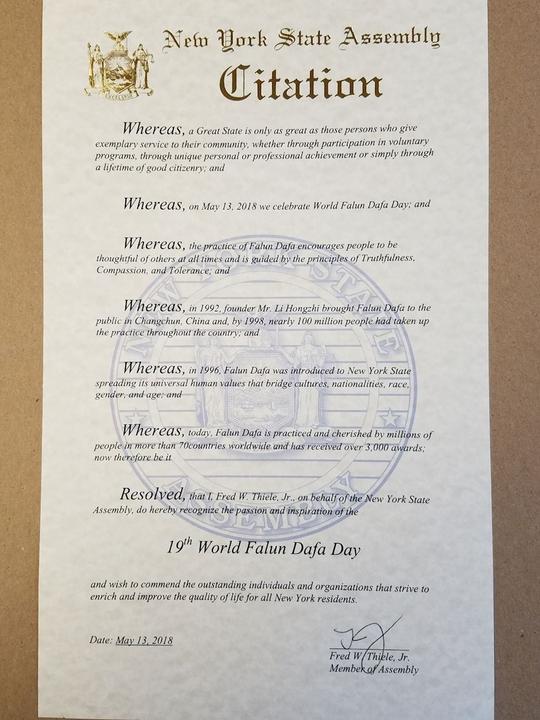 New York State Assembly
Citation
Whereas, a Great State is only as great as those persons who give
exemplary service to their community, whether through participation in voluntary
programs, through unique personal or professional achievement or simply through
a lifetime of good citizenry; and
Whereas, on May 13, 2018 we celebrate World Falun Dafa Day; and
Whereas, the practice of Falun Dafa encourages people to be
thoughtful of others at all times and is guided by the principles of Truthfulness,
Compassion, and Tolerance; and
Whereas, in 1992, founder Mr. Li Hongzhi brought Falun Dafa to the
public in Changchun, China and, by 1998, nearly 100 million people had taken up
the practice throughout the country; and
Whereas, in 1996, Falun Dafa was introduced to New York State
spreading its universal human values that bridge cultures, nationalities, race,
gender, and age; and
Whereas, today, Falun Dafa is practiced and cherished by millions of
people in more than 70countries worldwide and has received over 3,000 awards;
now therefore be it
Resolved, that I, Fred W. Thiele, Jr., on behalf of the New York State
Assembly, do hereby recognize the passion and inspiration of the
19th World Falun Dafa Day
and wish to commend the outstanding individuals and organizations that strive to
enrich and improve the quality of life for all New York residents.
Date: May 13, 2018
Fred W. Thiele, Jr.
Member of Assembly
NEW YORK STATE
ASSEMBLY